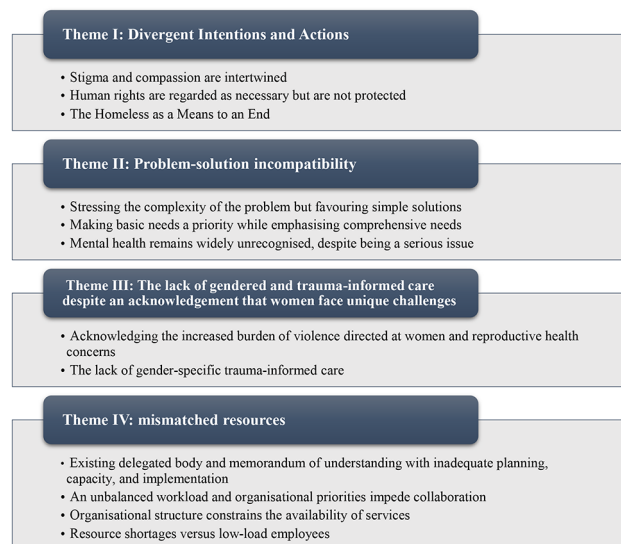 Theme I: Divergent Intentions and Actions
• Stigma and compassion are intertwined
• Human rights are regarded as necessary but are not protected
• The Homeless as a Means to an End
Theme II: Problem-solution incompatibility
• Stressing the complexity of the problem but favouring simple solutions
• Making basic needs a priority while emphasising comprehensive needs
• Mental health remains widely unrecognised, despite being a serious issue
Theme III: The lack of gendered and trauma-informed care
despite an acknowledgement that women face unique challenges
• Acknowledging the increased burden of violence directed at women and reproductive health
concerns
• The lack of gender-specific trauma-informed care
Theme IV: mismatched resources
• Existing delegated body and memorandum of understanding with inadequate planning,
capacity, and implementation
• An unbalanced workload and organisational priorities impede collaboration
• Organisational structure constrains the availability of services
• Resource shortages versus low-load employees